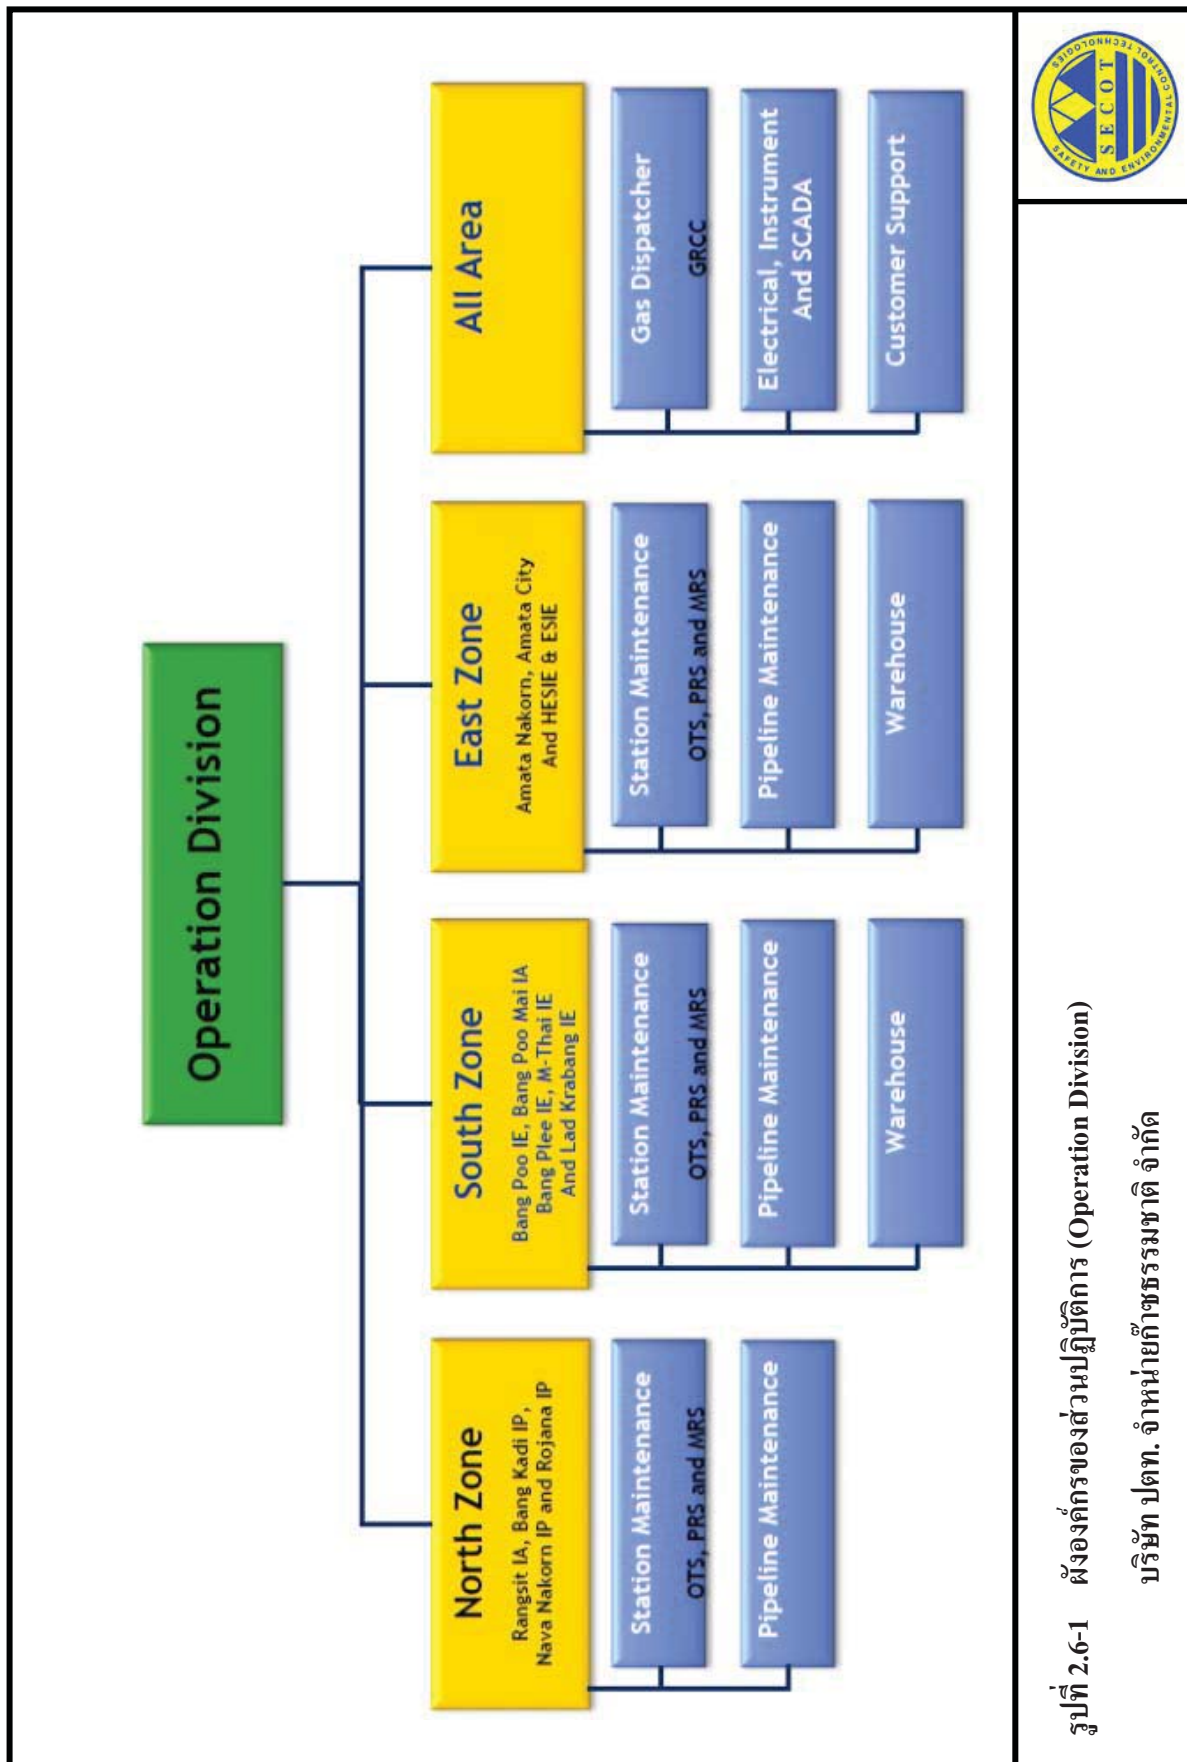 Operation Division
North Zone
Rangsit IA, Bang Kadi IP,
Nava Nakorn IP and Rojana IP
Station Maintenance
OTS, PRS and MRS
Pipeline Maintenance
South Zone
Bang Poo IE, Bang Poo Mai IA
Bang Plee IE, M-Thai IE
And Lad Krabang IE
Station Maintenance
OTS, PRS and MRS
Pipeline Maintenance
Warehouse
East Zone
Amata Nakorn, Amata City
And HESIE & ESIE
Station Maintenance
OTS, PRS and MRS
Pipeline Maintenance
Warehouse
All Area
Gas Dispatcher
GRCC
Electrical, Instrument
And SCADA
Customer Support
รูปที่ 2.6-1 ผังองค์กรของส่วนปฏิบัติการ (Operation Division)
บริษัท ปตท. จำหน่ายก๊าซธรรมชาติ จำกัด
SECOT
SAFETY AND ENVIRONMENTAL CONTROL TECHNOLOGIES